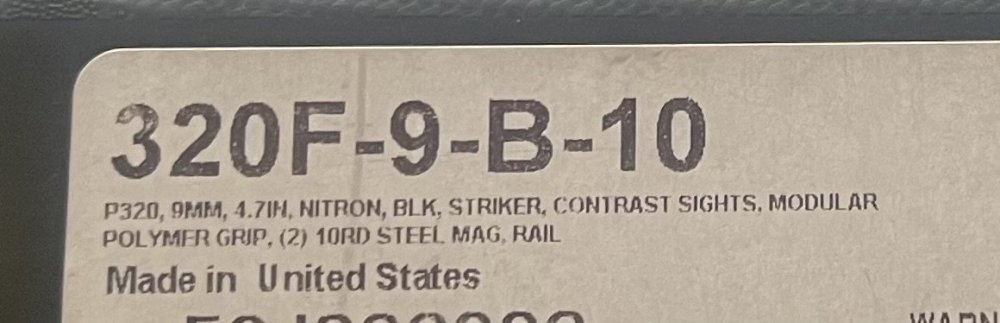 320F-9-B-10
P320, 9MM, 4.7IN, NITRON, BLK, STRIKER, CONTRAST SIGHTS, MODULAR
POLYMER GRIP, (2) 10RD STEEL MAG, RAIL
Made in United States